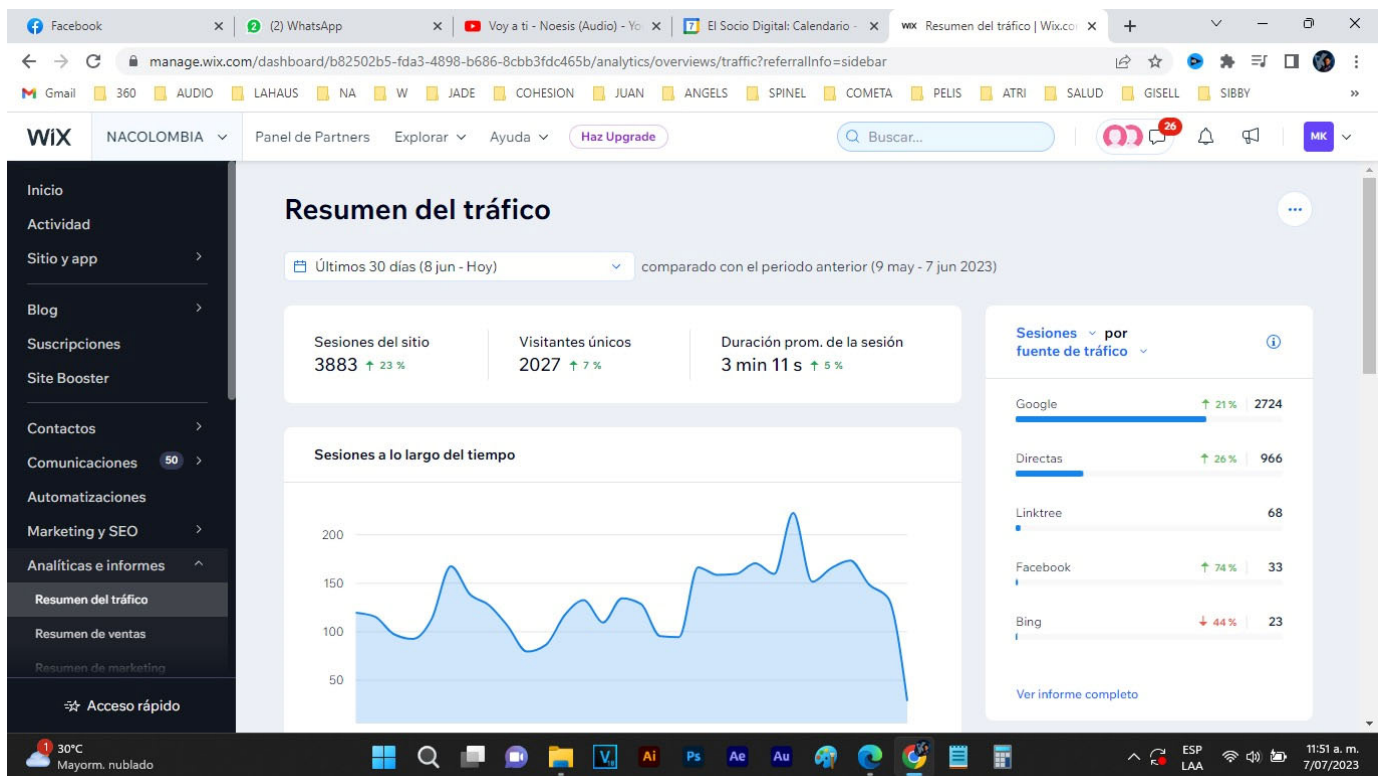 Facebook
(2) WhatsApp
Voy a ti - Noesis (Audio) - Yo
El Socio Digital: Calendario -
Resumen del tráfico | Wix.co
manage.wix.com/dashboard/b82502b5-fda3-4898-b686-8cbb3fdc465b/analytics/overviews/traffic?referralInfo=sidebar
Gmail 360 AUDIO LAHAUS NA W JADE COHESION JUAN ANGELS SPINEL COMETA PELIS ATRI SALUD GISELL SIBBY »
WiX NACOLOMBIA Panel de Partners Explorar Ayuda Haz Upgrade Buscar... 26 MK
Inicio
Actividad
Sitio y app
Blog
Suscripciones
Site Booster
Contactos
Comunicaciones 50
Automatizaciones
Marketing y SEO
Analíticas e informes
Resumen del tráfico
Resumen de ventas
Resumen de marketing
Acceso rápido
Resumen del tráfico
Últimos 30 días (8 jun - Hoy) comparado con el periodo anterior (9 may - 7 jun 2023)
Sesiones del sitio
3883 ↑ 23 %
Visitantes únicos
2027 ↑ 7 %
Duración prom. de la sesión
3 min 11 s ↑ 5 %
Sesiones a lo largo del tiempo
200
150
100
50
Sesiones por
fuente de tráfico
Google ↑ 21 % 2724
Directas ↑ 26 % 966
Linktree 68
Facebook ↑ 74 % 33
Bing ↓ 44 % 23
Ver informe completo
1
30°C
Mayorm. nublado
Ai Ps Ae Au
ESP
LAA
11:51 a. m.
7/07/2023